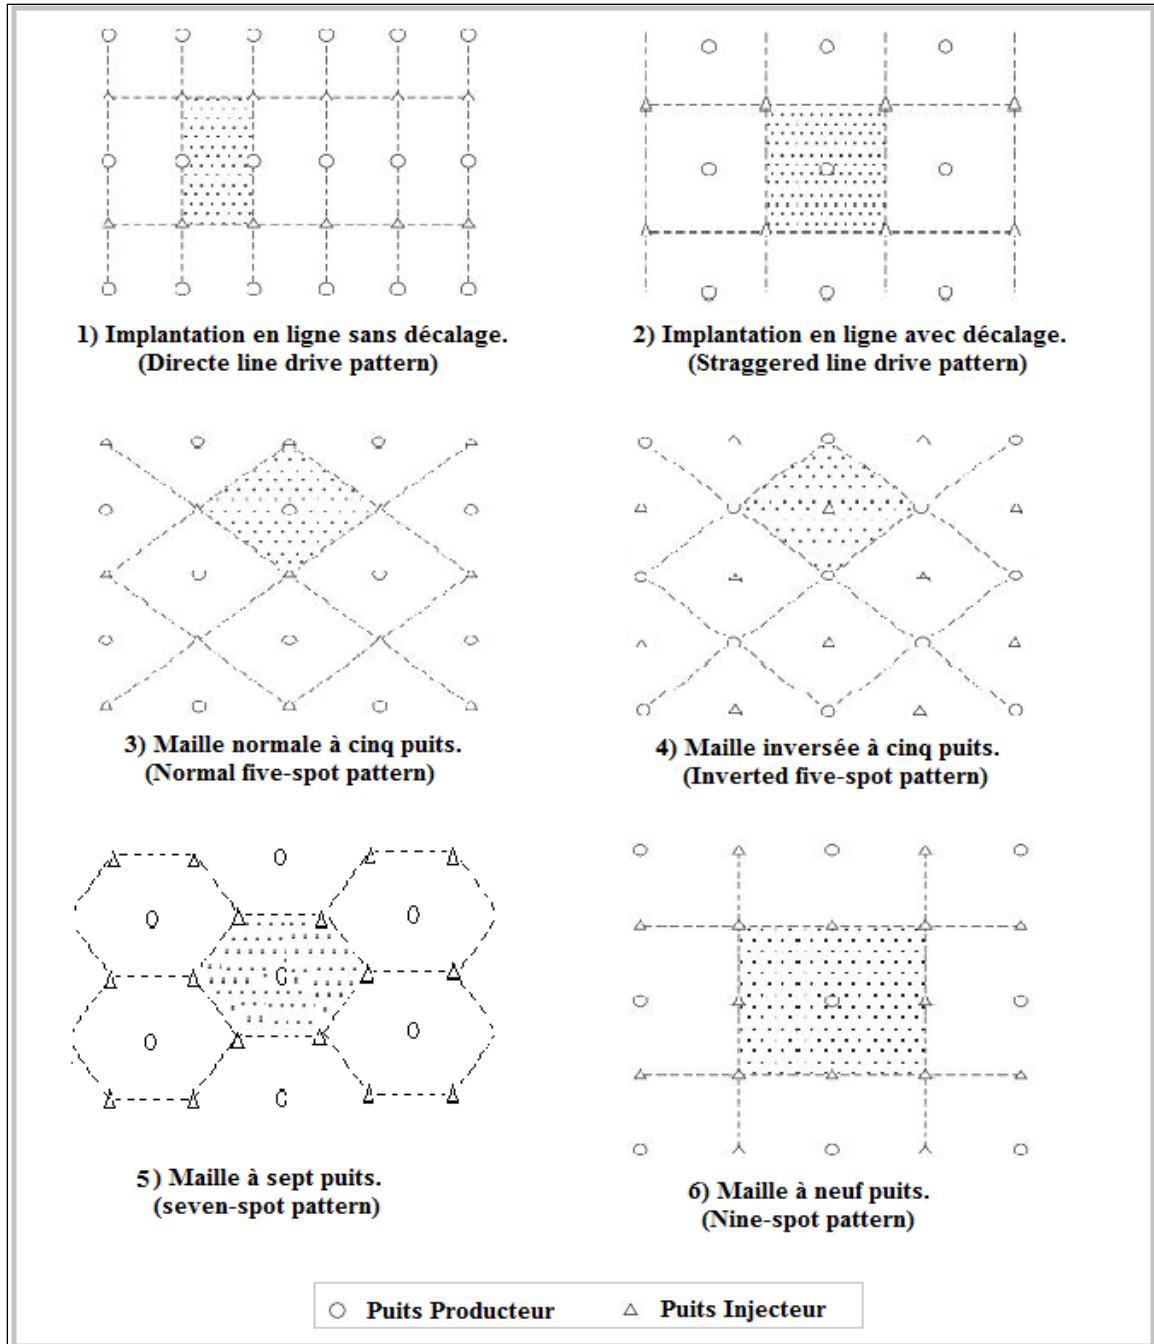 1) Implantation en ligne sans décalage.
(Directe line drive pattern)
2) Implantation en ligne avec décalage.
(Straggered line drive pattern)
3) Maille normale à cinq puits.
(Normal five-spot pattern)
4) Maille inversée à cinq puits.
(Inverted five-spot pattern)
5) Maille à sept puits.
(seven-spot pattern)
6) Maille à neuf puits.
(Nine-spot pattern)
Puits Producteur
Puits Injecteur